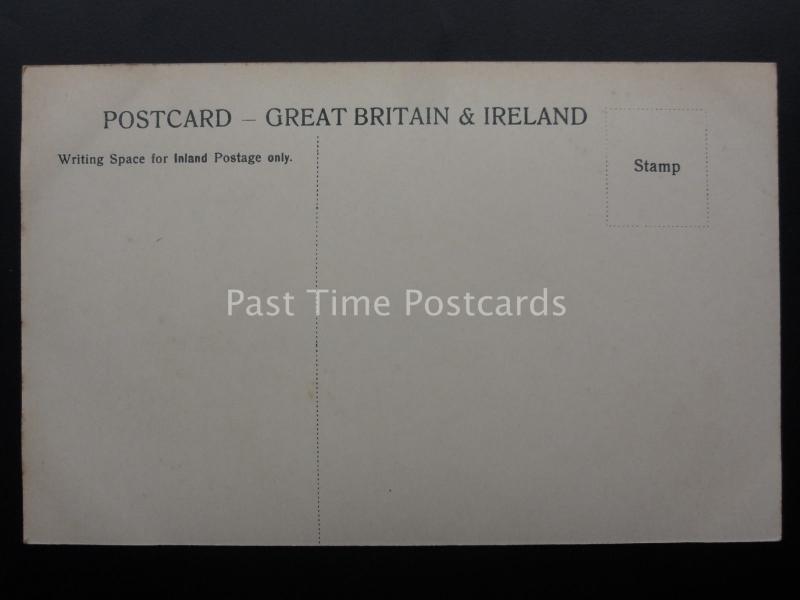 POSTCARD – GREAT BRITAIN & IRELAND
Writing Space for Inland Postage only.
Stamp
Past Time Postcards